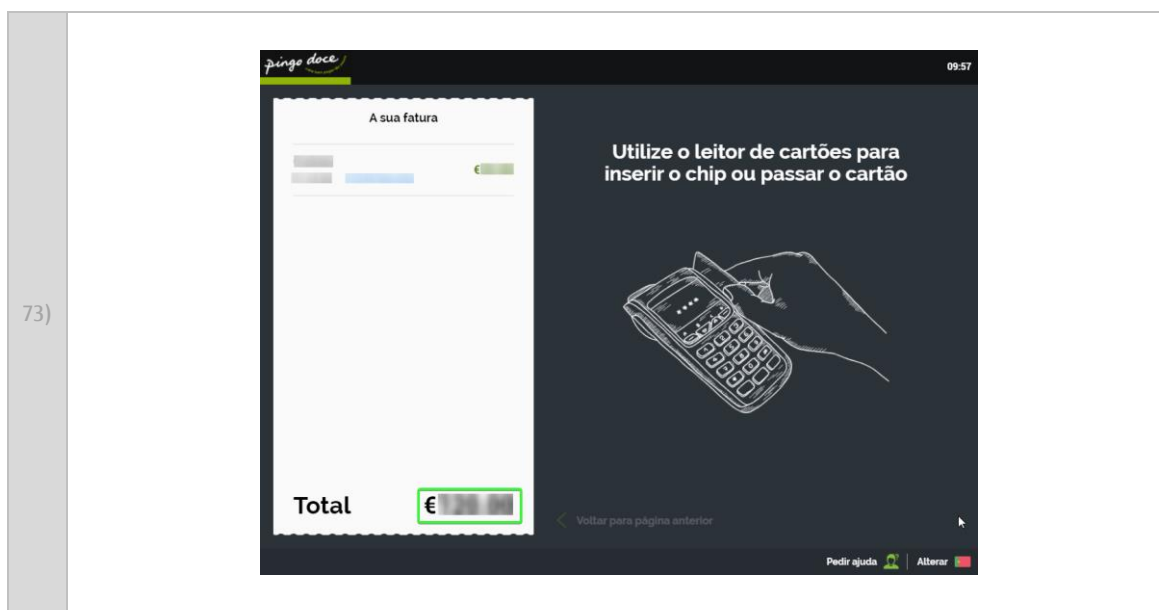 73)
pingo doce
09:57
A sua fatura
€
Utilize o leitor de cartões para
inserir o chip ou passar o cartão
Total
€
Voltar para página anterior
Pedir ajuda
Alterar